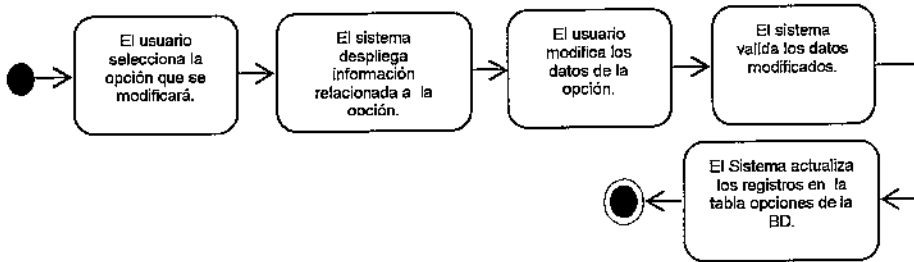 El usuario
selecciona la
opción que se
modificará.
El sistema
despliega
información
relacionada a la
opción.
El usuario
modifica los
datos de la
opción.
El sistema
valida los datos
modificados.
El Sistema actualiza
los registros en la
tabla opciones de la
BD.